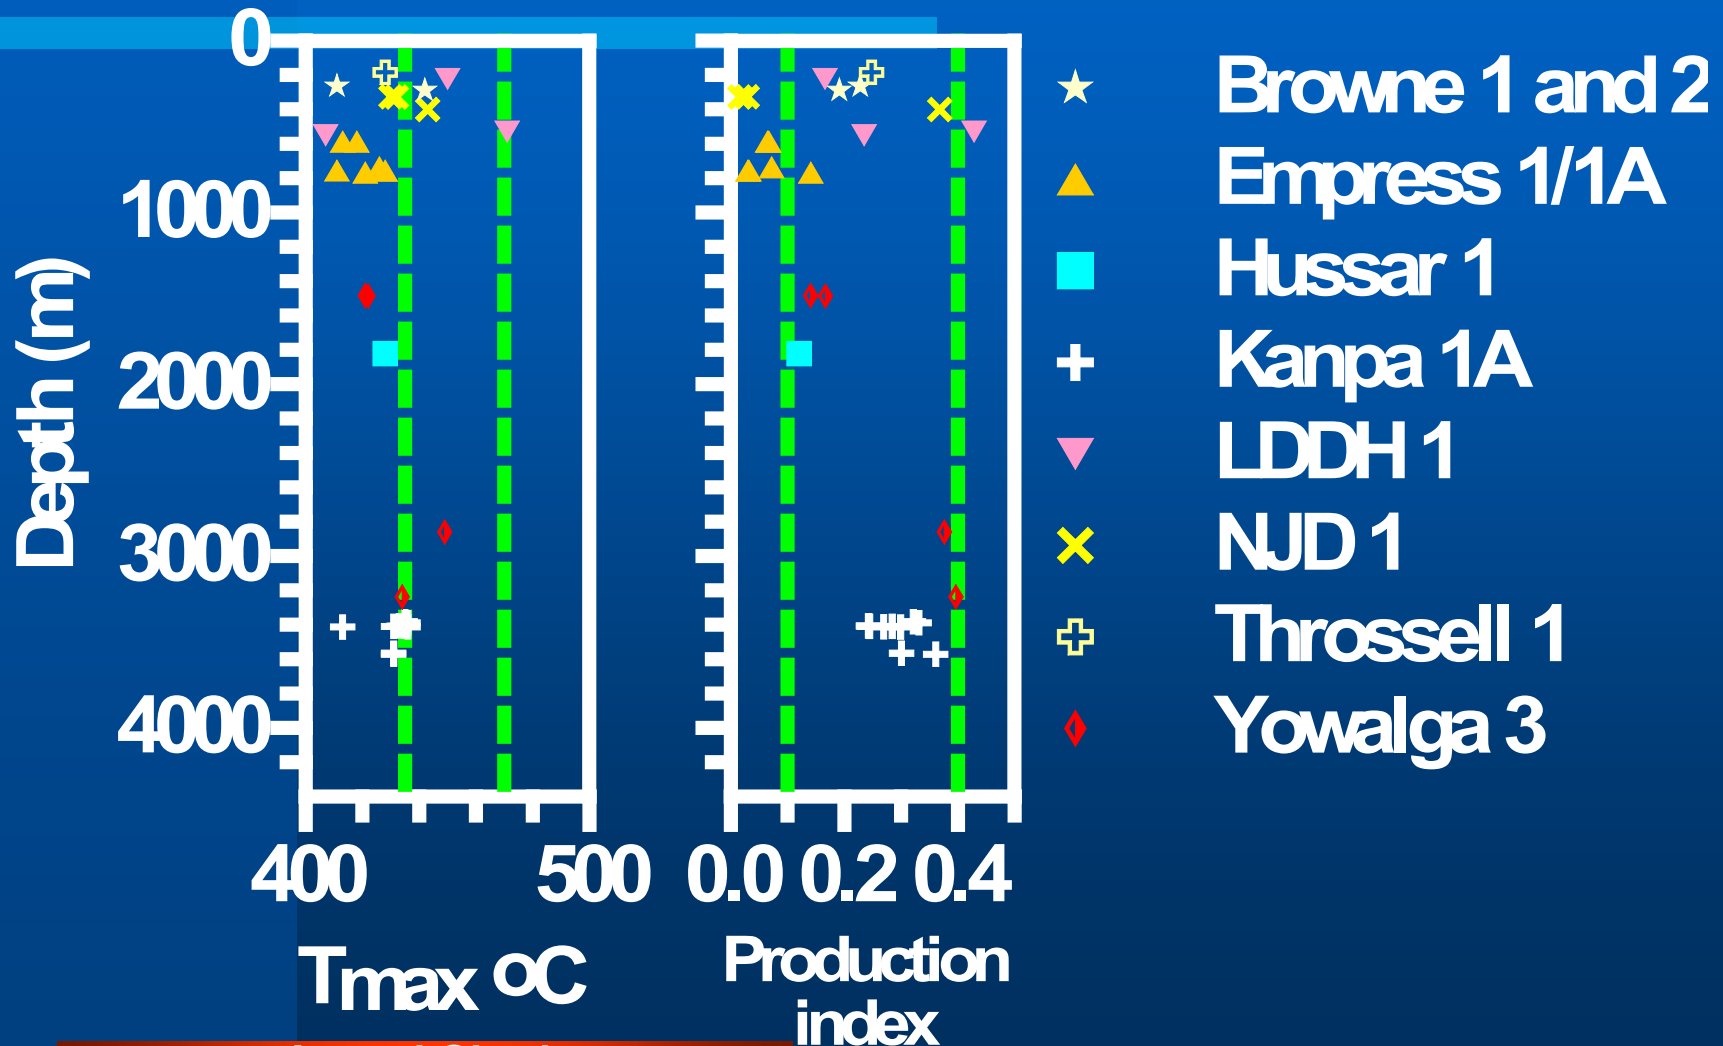 0
1000
2000
3000
4000
Depth (m)
400
500
Tmax oC
0.0
0.2
0.4
Production
index
Browne 1 and 2
Empress 1/1A
Hussar 1
Kanpa 1A
LDDH 1
NJD 1
Throssell 1
Yowalga 3